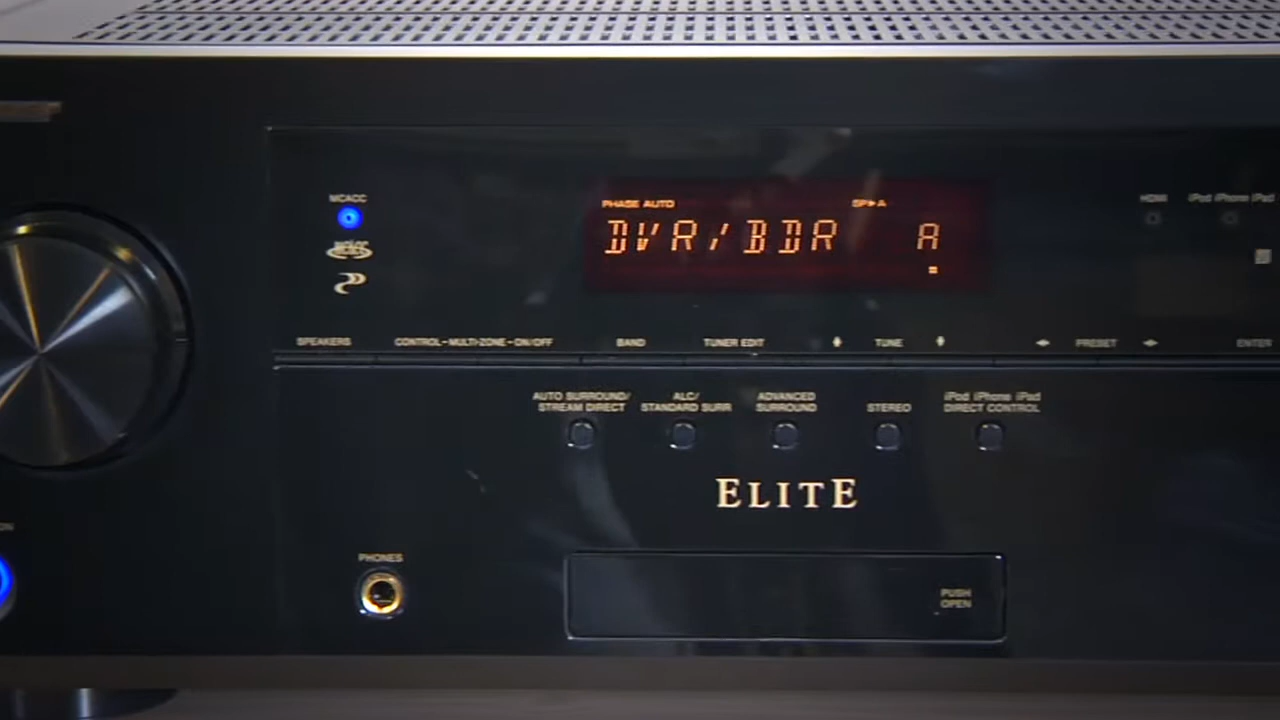 MCACC
PHASE AUTO
SP▸A
DVR/BDR A
HDMI
iPod iPhone iPad
SPEAKERS
CONTROL-MULTI-ZONE-ON/OFF
BAND
TUNER EDIT
TUNE
PRESET
ENTER
AUTO SURROUND/
STREAM DIRECT
ALC/
STANDARD SURR
ADVANCED
SURROUND
STEREO
iPod iPhone iPad
DIRECT CONTROL
ELITE
ON
PHONES
PUSH
OPEN